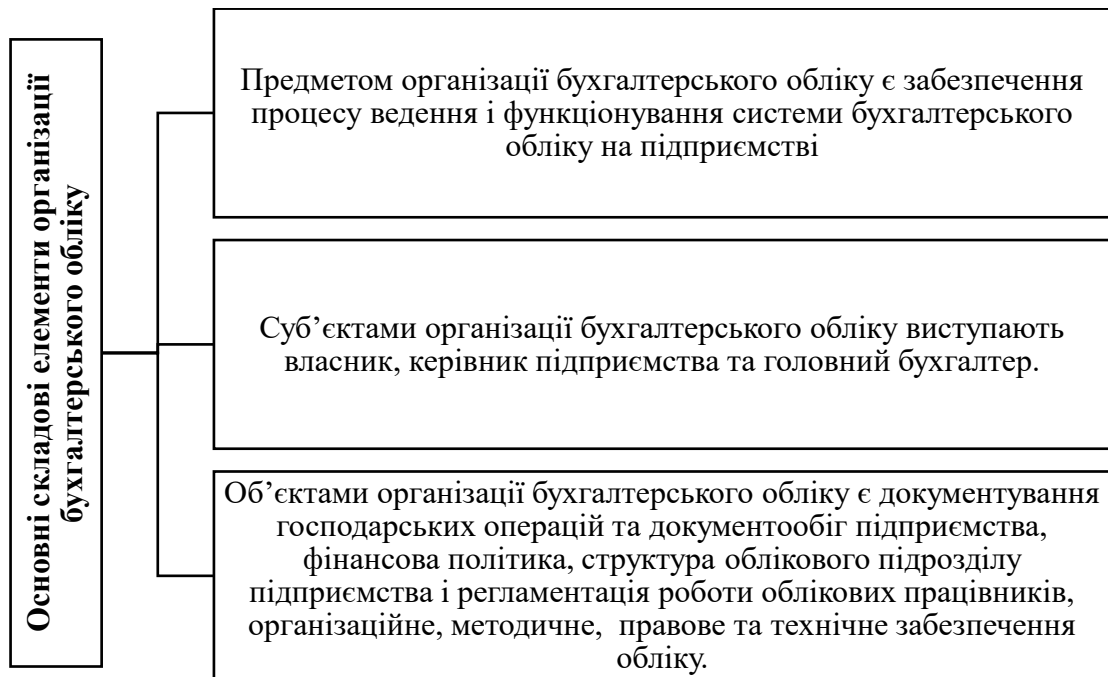 Основні складові елементи організації
бухгалтерського обліку
Предметом організації бухгалтерського обліку є забезпечення
процесу ведення і функціонування системи бухгалтерського
обліку на підприємстві
Суб’єктами організації бухгалтерського обліку виступають
власник, керівник підприємства та головний бухгалтер.
Об’єктами організації бухгалтерського обліку є документування
господарських операцій та документообіг підприємства,
фінансова політика, структура облікового підрозділу
підприємства і регламентація роботи облікових працівників,
організаційне, методичне, правове та технічне забезпечення
обліку.